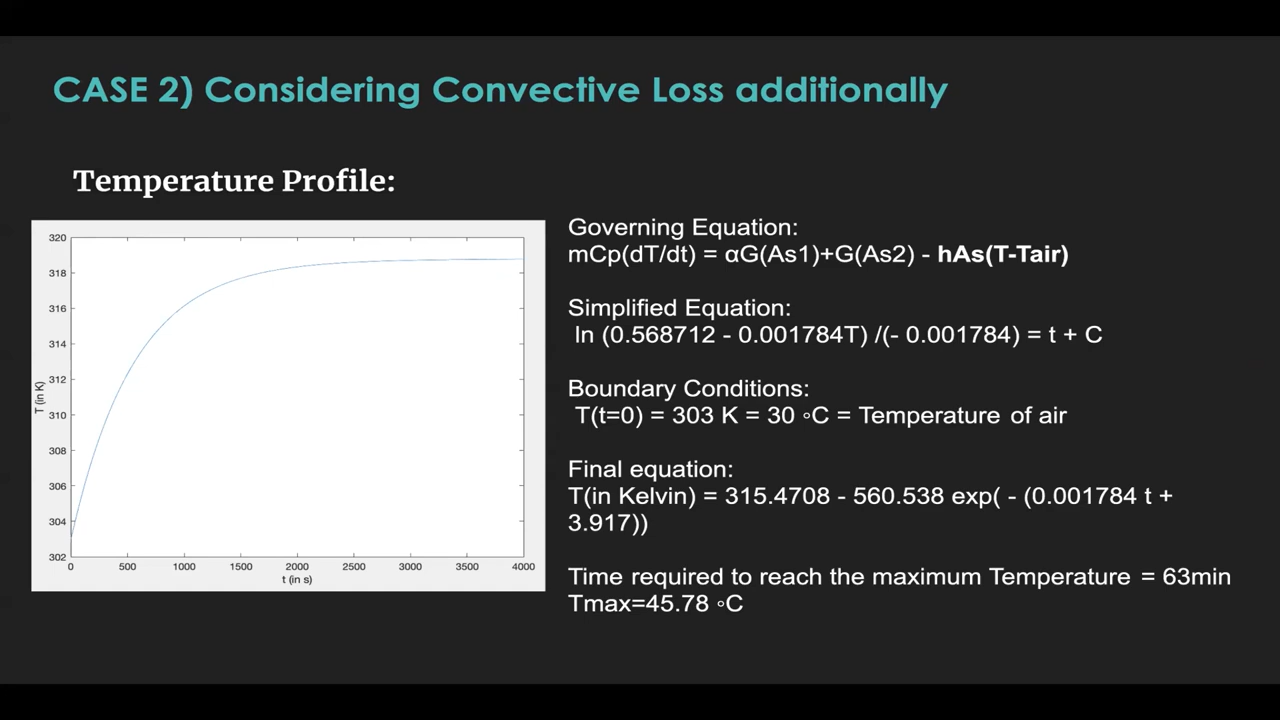 CASE 2) Considering Convective Loss additionally
Temperature Profile:
320
318
316
314
312
310
308
306
304
302
T (in K)
0 500 1000 1500 2000 2500 3000 3500 4000
t (in s)
Governing Equation:
mCp(dT/dt) = αG(As1)+G(As2) - hAs(T-Tair)
Simplified Equation:
ln (0.568712 - 0.001784T) /(- 0.001784) = t + C
Boundary Conditions:
T(t=0) = 303 K = 30 ◦C = Temperature of air
Final equation:
T(in Kelvin) = 315.4708 - 560.538 exp( - (0.001784 t +
3.917))
Time required to reach the maximum Temperature = 63min
Tmax=45.78 ◦C